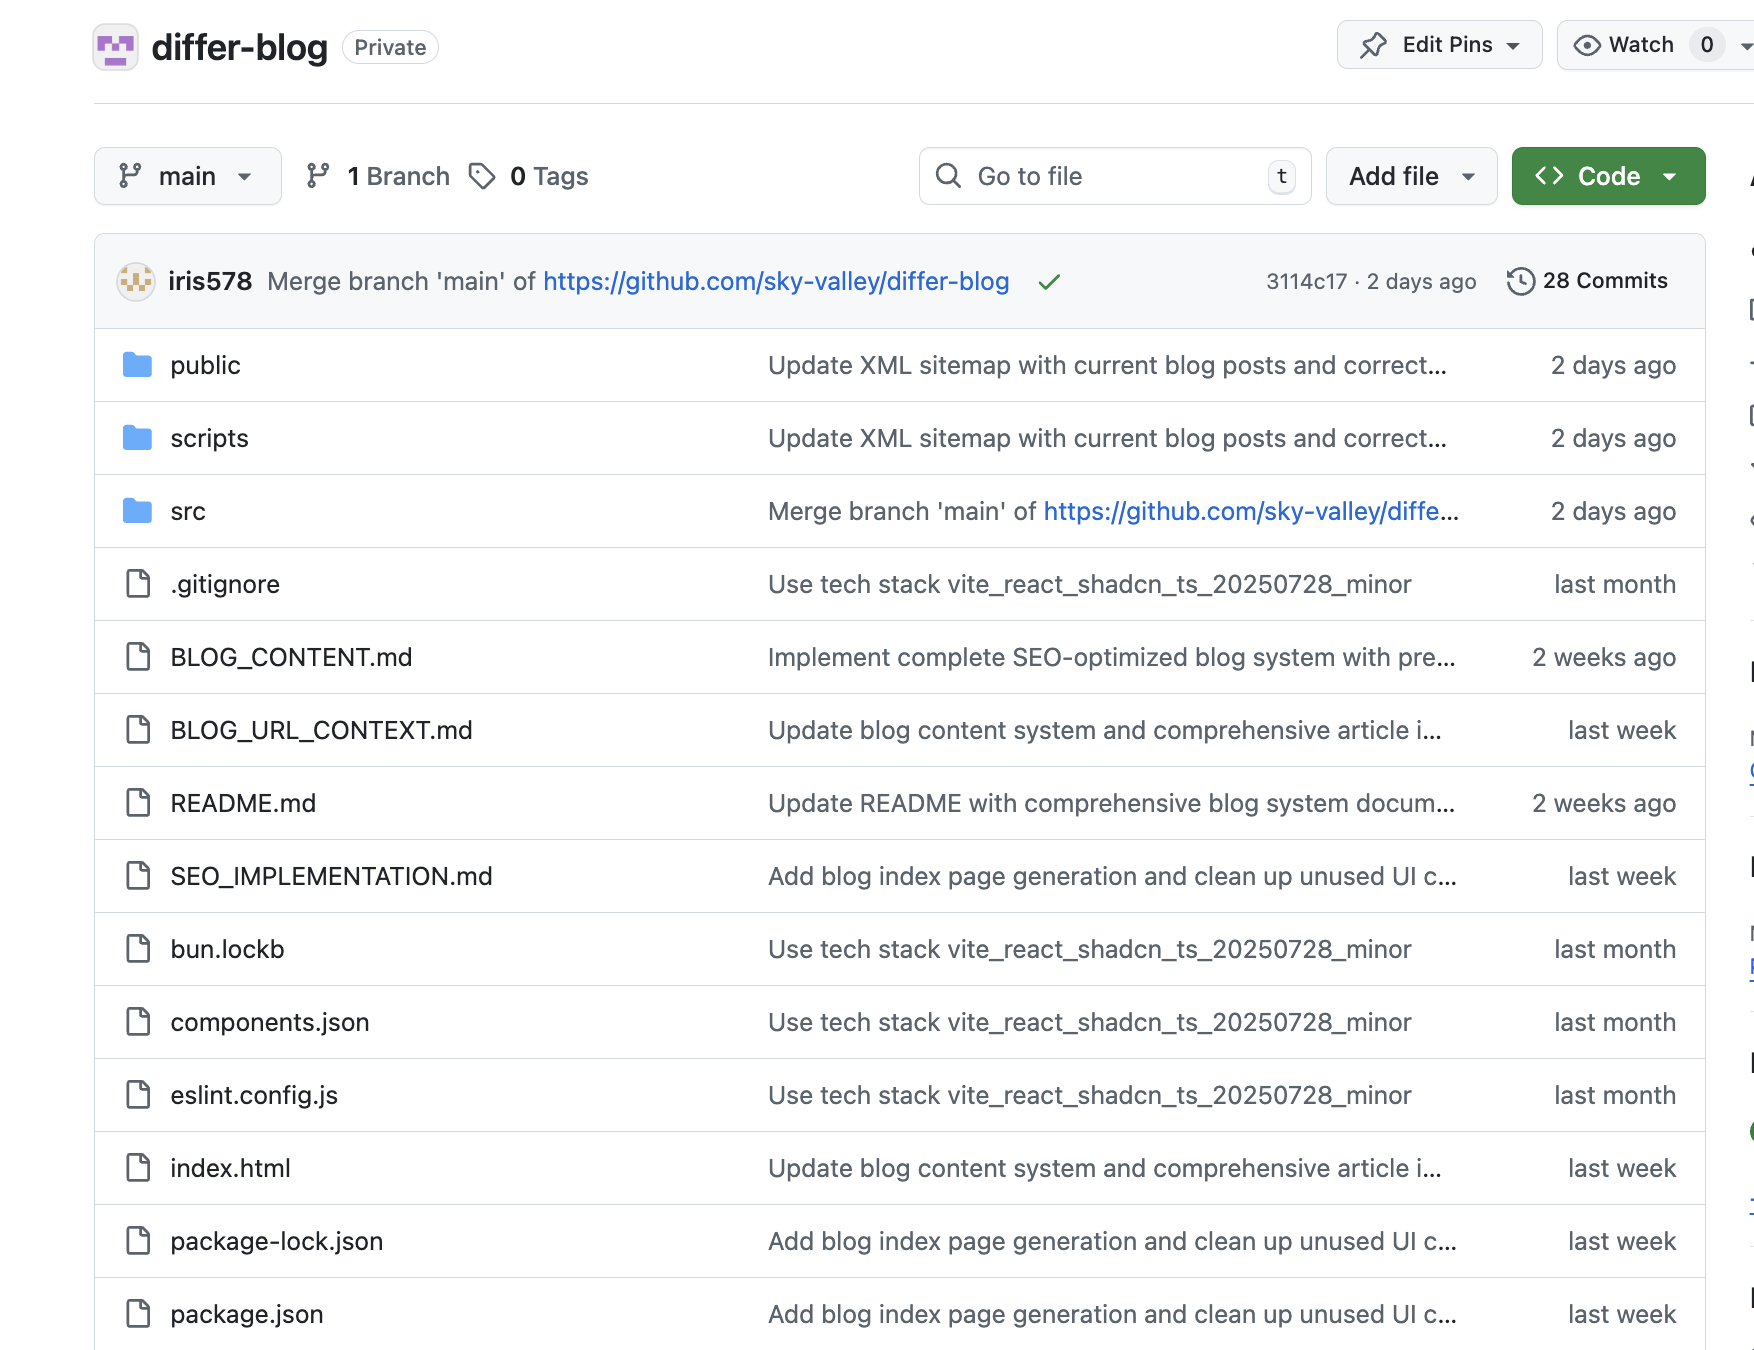 differ-blog Private Edit Pins Watch 0
main 1 Branch 0 Tags Go to file t Add file Code
iris578 Merge branch 'main' of https://github.com/sky-valley/differ-blog 3114c17 · 2 days ago 28 Commits
public Update XML sitemap with current blog posts and correct... 2 days ago
scripts Update XML sitemap with current blog posts and correct... 2 days ago
src Merge branch 'main' of https://github.com/sky-valley/diffe... 2 days ago
.gitignore Use tech stack vite_react_shadcn_ts_20250728_minor last month
BLOG_CONTENT.md Implement complete SEO-optimized blog system with pre... 2 weeks ago
BLOG_URL_CONTEXT.md Update blog content system and comprehensive article i... last week
README.md Update README with comprehensive blog system docum... 2 weeks ago
SEO_IMPLEMENTATION.md Add blog index page generation and clean up unused UI c... last week
bun.lockb Use tech stack vite_react_shadcn_ts_20250728_minor last month
components.json Use tech stack vite_react_shadcn_ts_20250728_minor last month
eslint.config.js Use tech stack vite_react_shadcn_ts_20250728_minor last month
index.html Update blog content system and comprehensive article i... last week
package-lock.json Add blog index page generation and clean up unused UI c... last week
package.json Add blog index page generation and clean up unused UI c... last week